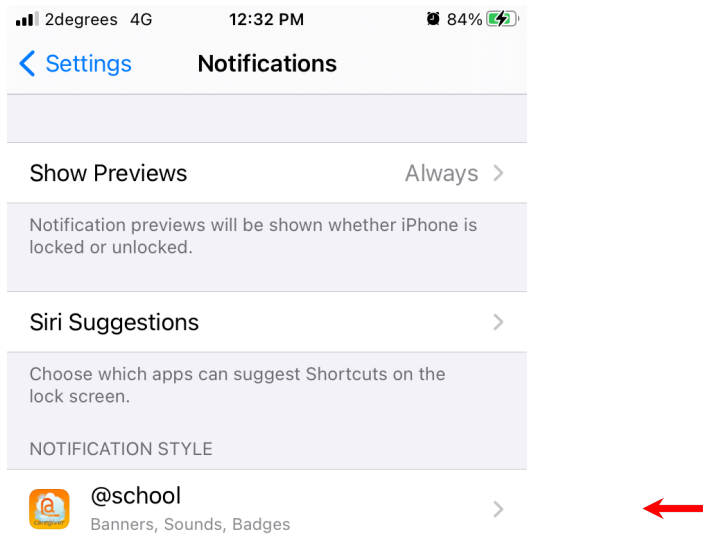 2degrees 4G 12:32 PM 84%
Settings Notifications
Show Previews Always
Notification previews will be shown whether iPhone is
locked or unlocked.
Siri Suggestions
Choose which apps can suggest Shortcuts on the
lock screen.
NOTIFICATION STYLE
@school
caregiver
Banners, Sounds, Badges